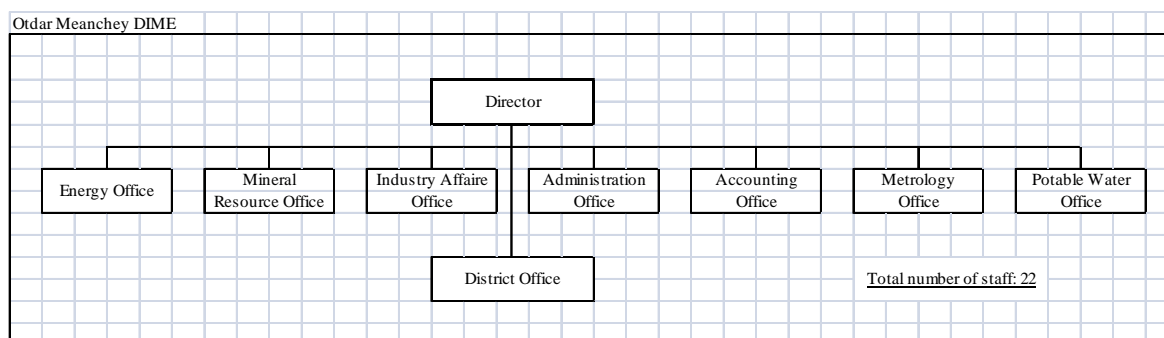 Otdar Meanchey DIME
Director
Energy Office
Mineral
Resource Office
Industry Affaire
Office
Administration
Office
Accounting
Office
Metrology
Office
Potable Water
Office
District Office
Total number of staff: 22